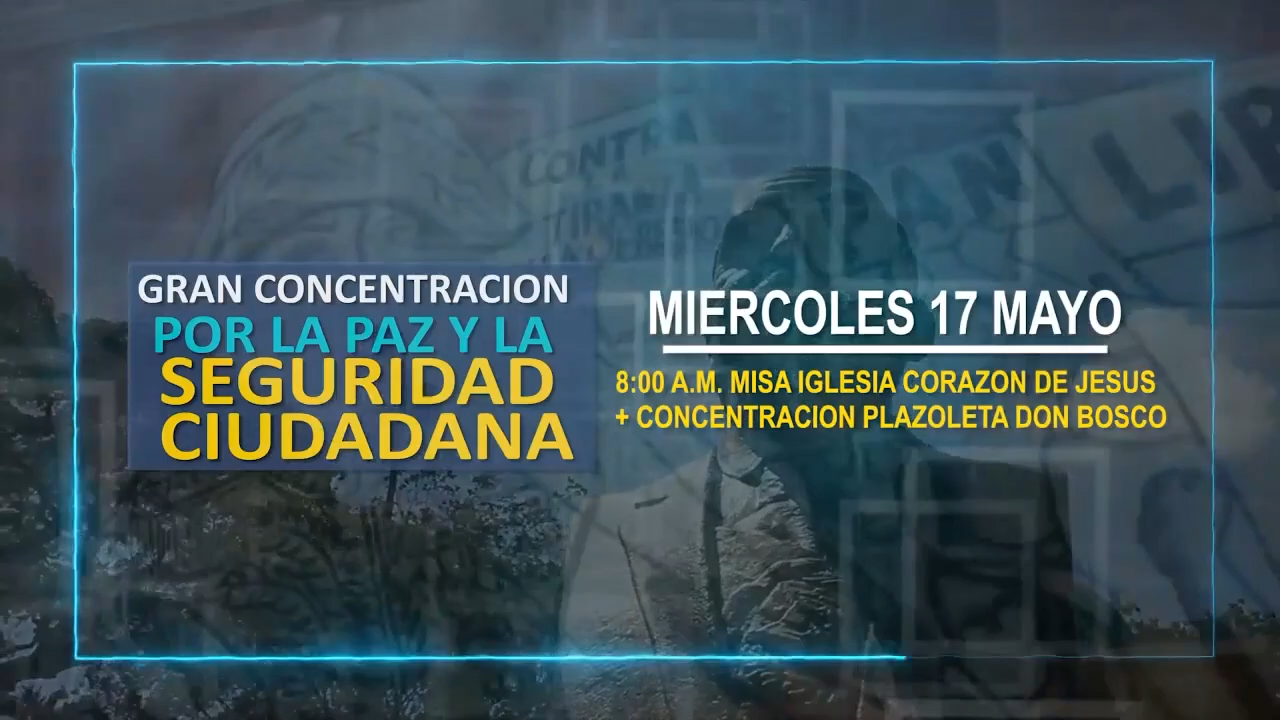 GRAN CONCENTRACION
POR LA PAZ Y LA
SEGURIDAD
CIUDADANA
MIERCOLES 17 MAYO
8:00 A.M. MISA IGLESIA CORAZON DE JESUS
+ CONCENTRACION PLAZOLETA DON BOSCO
CONTRA